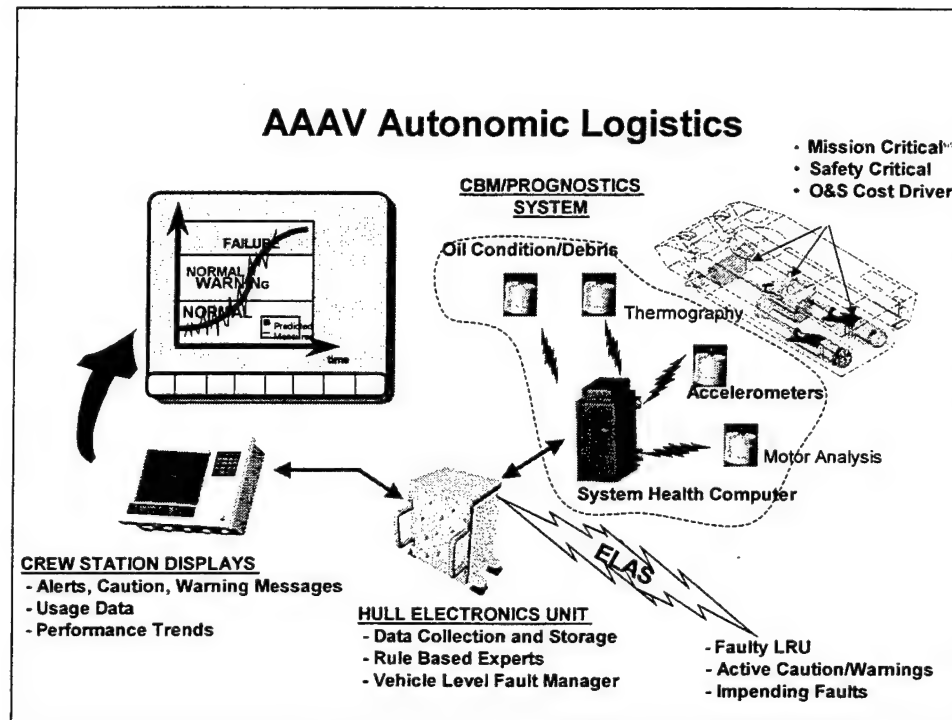 AAAV Autonomic Logistics
• Mission Critical
• Safety Critical
• O&S Cost Driver
CBM/PROGNOSTICS
SYSTEM
Oil Condition/Debris
Thermography
Accelerometers
Motor Analysis
System Health Computer
FAILURE
NORMAL
WARNING
NORMAL
Predicted
Measured
time
CREW STATION DISPLAYS
- Alerts, Caution, Warning Messages
- Usage Data
- Performance Trends
HULL ELECTRONICS UNIT
- Data Collection and Storage
- Rule Based Experts
- Vehicle Level Fault Manager
ELAS
- Faulty LRU
- Active Caution/Warnings
- Impending Faults